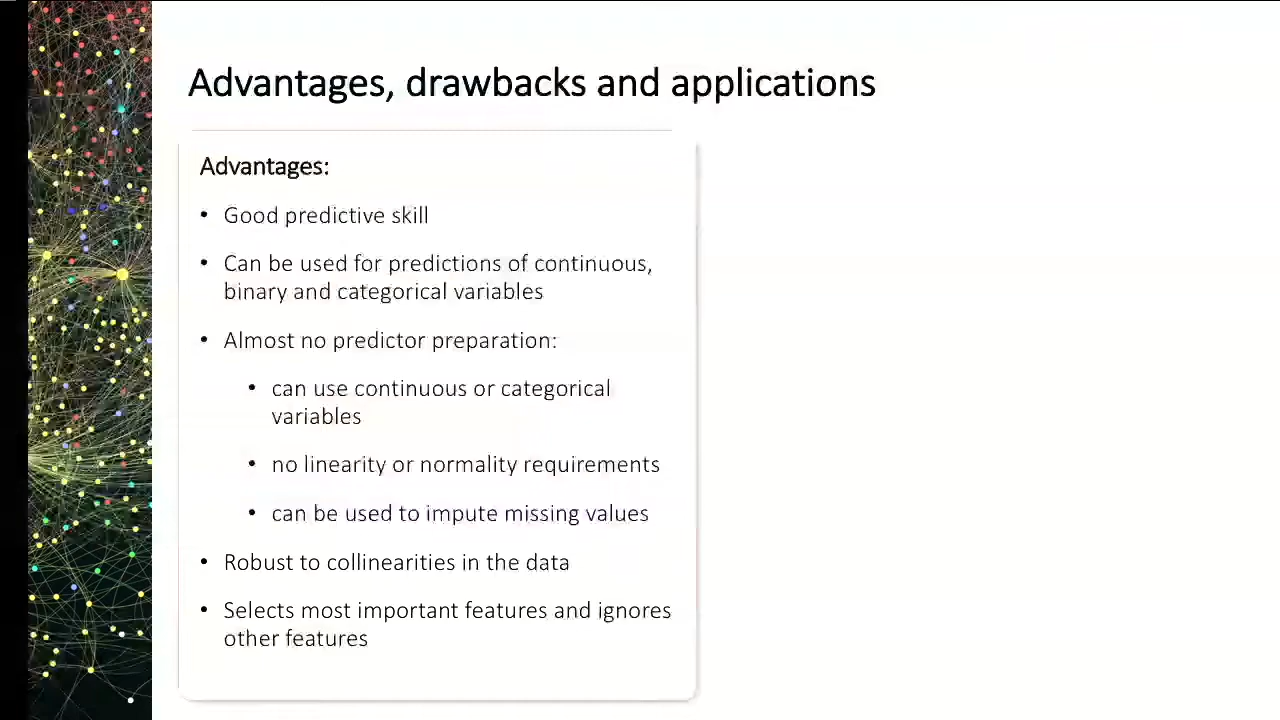 Advantages, drawbacks and applications
Advantages:
• Good predictive skill
• Can be used for predictions of continuous,
binary and categorical variables
• Almost no predictor preparation:
• can use continuous or categorical
variables
• no linearity or normality requirements
• can be used to impute missing values
• Robust to collinearities in the data
• Selects most important features and ignores
other features